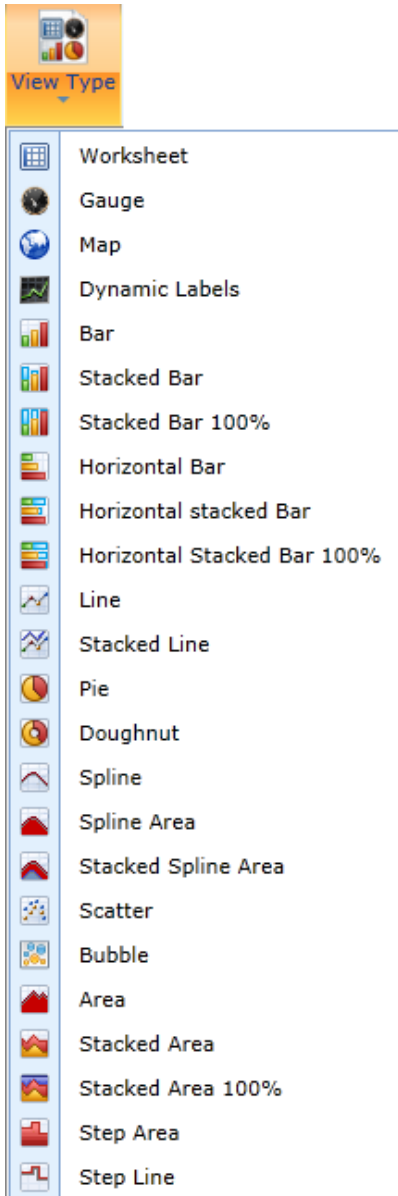 View Type
Worksheet
Gauge
Map
Dynamic Labels
Bar
Stacked Bar
Stacked Bar 100%
Horizontal Bar
Horizontal stacked Bar
Horizontal Stacked Bar 100%
Line
Stacked Line
Pie
Doughnut
Spline
Spline Area
Stacked Spline Area
Scatter
Bubble
Area
Stacked Area
Stacked Area 100%
Step Area
Step Line